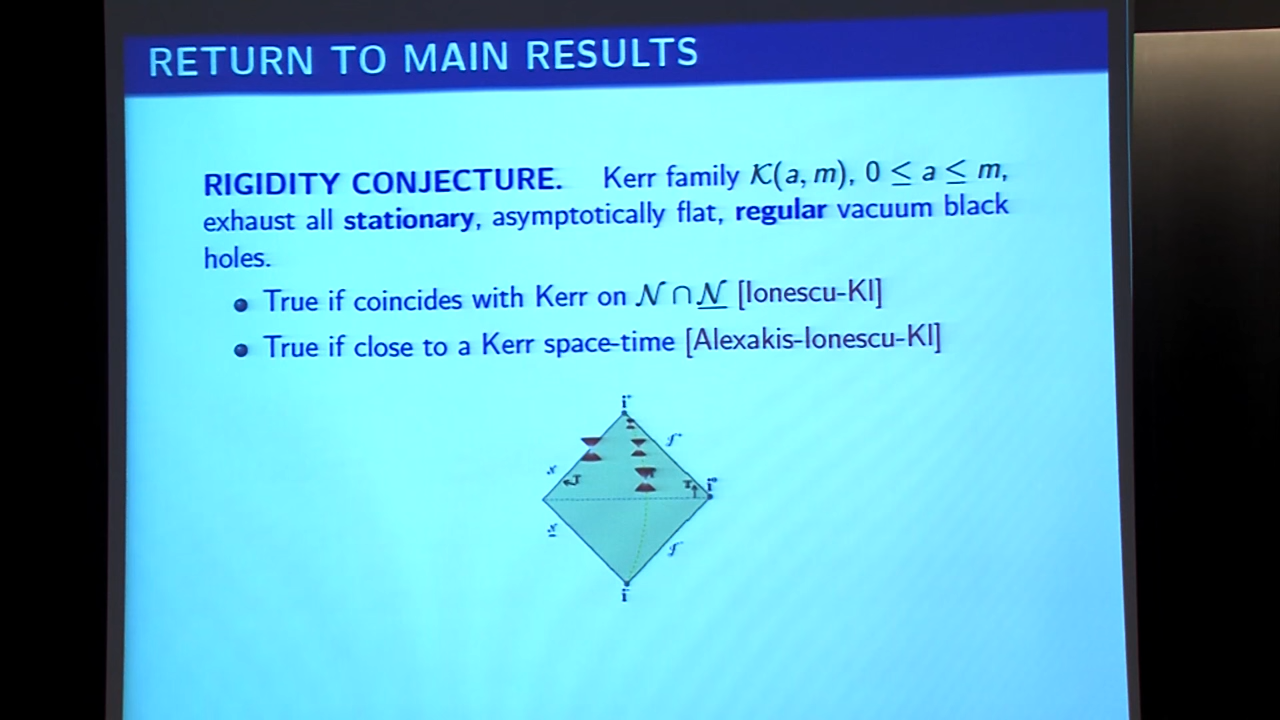 RETURN TO MAIN RESULTS
RIGIDITY CONJECTURE. Kerr family 𝒦(a, m), 0 ≤ a ≤ m,
exhaust all stationary, asymptotically flat, regular vacuum black
holes.
• True if coincides with Kerr on 𝒩 ∩ 𝒩̲ [Ionescu-Kl]
• True if close to a Kerr space-time [Alexakis-Ionescu-Kl]